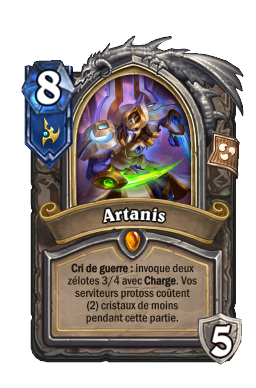 8
Artanis
Cri de guerre : invoque deux
zélotes 3/4 avec Charge. Vos
serviteurs protoss coûtent
(2) cristaux de moins
pendant cette partie.
5